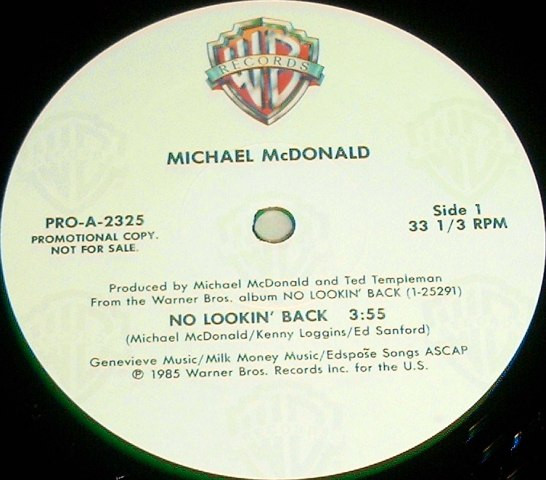 WB
RECORDS
MICHAEL McDONALD
PRO-A-2325
PROMOTIONAL COPY.
NOT FOR SALE.
Side 1
33 1/3 RPM
Produced by Michael McDonald and Ted Templeman
From the Warner Bros. album NO LOOKIN' BACK (1-25291)
NO LOOKIN' BACK 3:55
(Michael McDonald/Kenny Loggins/Ed Sanford)
Genevieve Music/Milk Money Music/Edspoše Songs ASCAP
℗ 1985 Warner Bros. Records Inc. for the U.S.